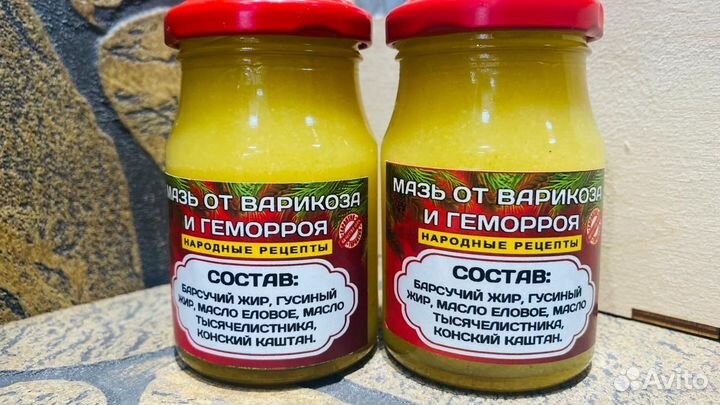 МАЗЬ ОТ ВАРИКОЗА
И ГЕМОРРОЯ
НАРОДНЫЕ РЕЦЕПТЫ
СОСТАВ:
БАРСУЧИЙ ЖИР, ГУСИНЫЙ
ЖИР, МАСЛО ЕЛОВОЕ, МАСЛО
ТЫСЯЧЕЛИСТНИКА,
КОНСКИЙ КАШТАН.
МАЗЬ ОТ ВАРИКОЗА
И ГЕМОРРОЯ
НАРОДНЫЕ РЕЦЕПТЫ
СОСТАВ:
БАРСУЧИЙ ЖИР, ГУСИНЫЙ
ЖИР, МАСЛО ЕЛОВОЕ, МАСЛО
ТЫСЯЧЕЛИСТНИКА,
КОНСКИЙ КАШТАН.
Avito